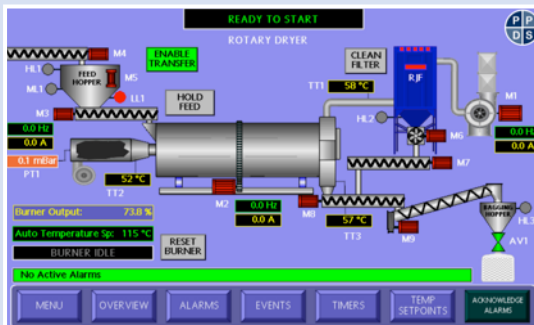 READY TO START
P P
D S
ROTARY DRYER
M4
HL1
FEED
HOPPER
M5
ML1
LL1
ENABLE
TRANSFER
CLEAN
FILTER
RJF
TT1
58 °C
M1
HOLD
FEED
M3
HL2
0.0 Hz
0.0 A
0.0 Hz
0.0 A
M6
0.1 mBar
PT1
M7
52 °C
TT2
M2
0.0 Hz
0.0 A
M8
57 °C
TT3
M9
BAGGING
HOPPER
HL3
AV1
Burner Output: 73.8 %
Auto Temperature Sp: 115 °C
BURNER IDLE
RESET
BURNER
No Active Alarms
MENU
OVERVIEW
ALARMS
EVENTS
TIMERS
TEMP
SETPOINTS
ACKNOWLEDGE
ALARMS